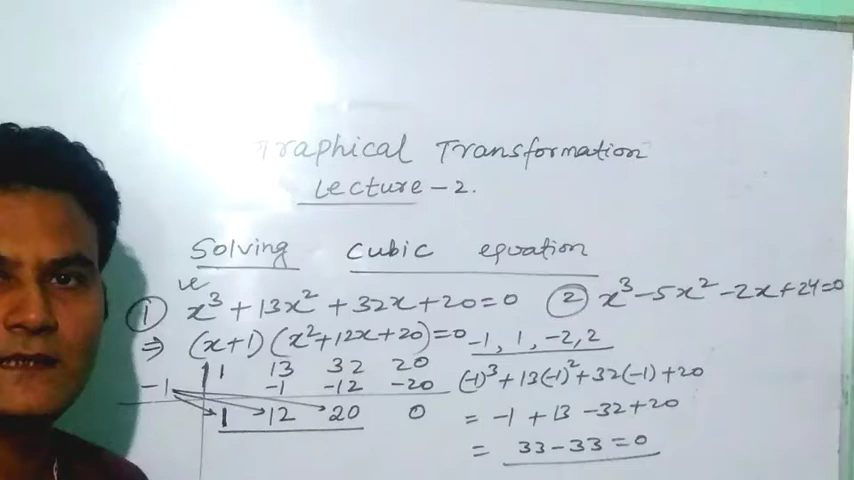 Graphical Transformation
Lecture-2.
Solving cubic equation
① x³+13x²+32x+20=0 ② x³-5x²-2x+24=0
⇒ (x+1)(x²+12x+20)=0 -1, 1, -2, 2
1 13 32 20
-1 -1 -12 -20 (-1)³+13(-1)²+32(-1)+20
1 12 20 0 = -1+13-32+20
= 33-33=0